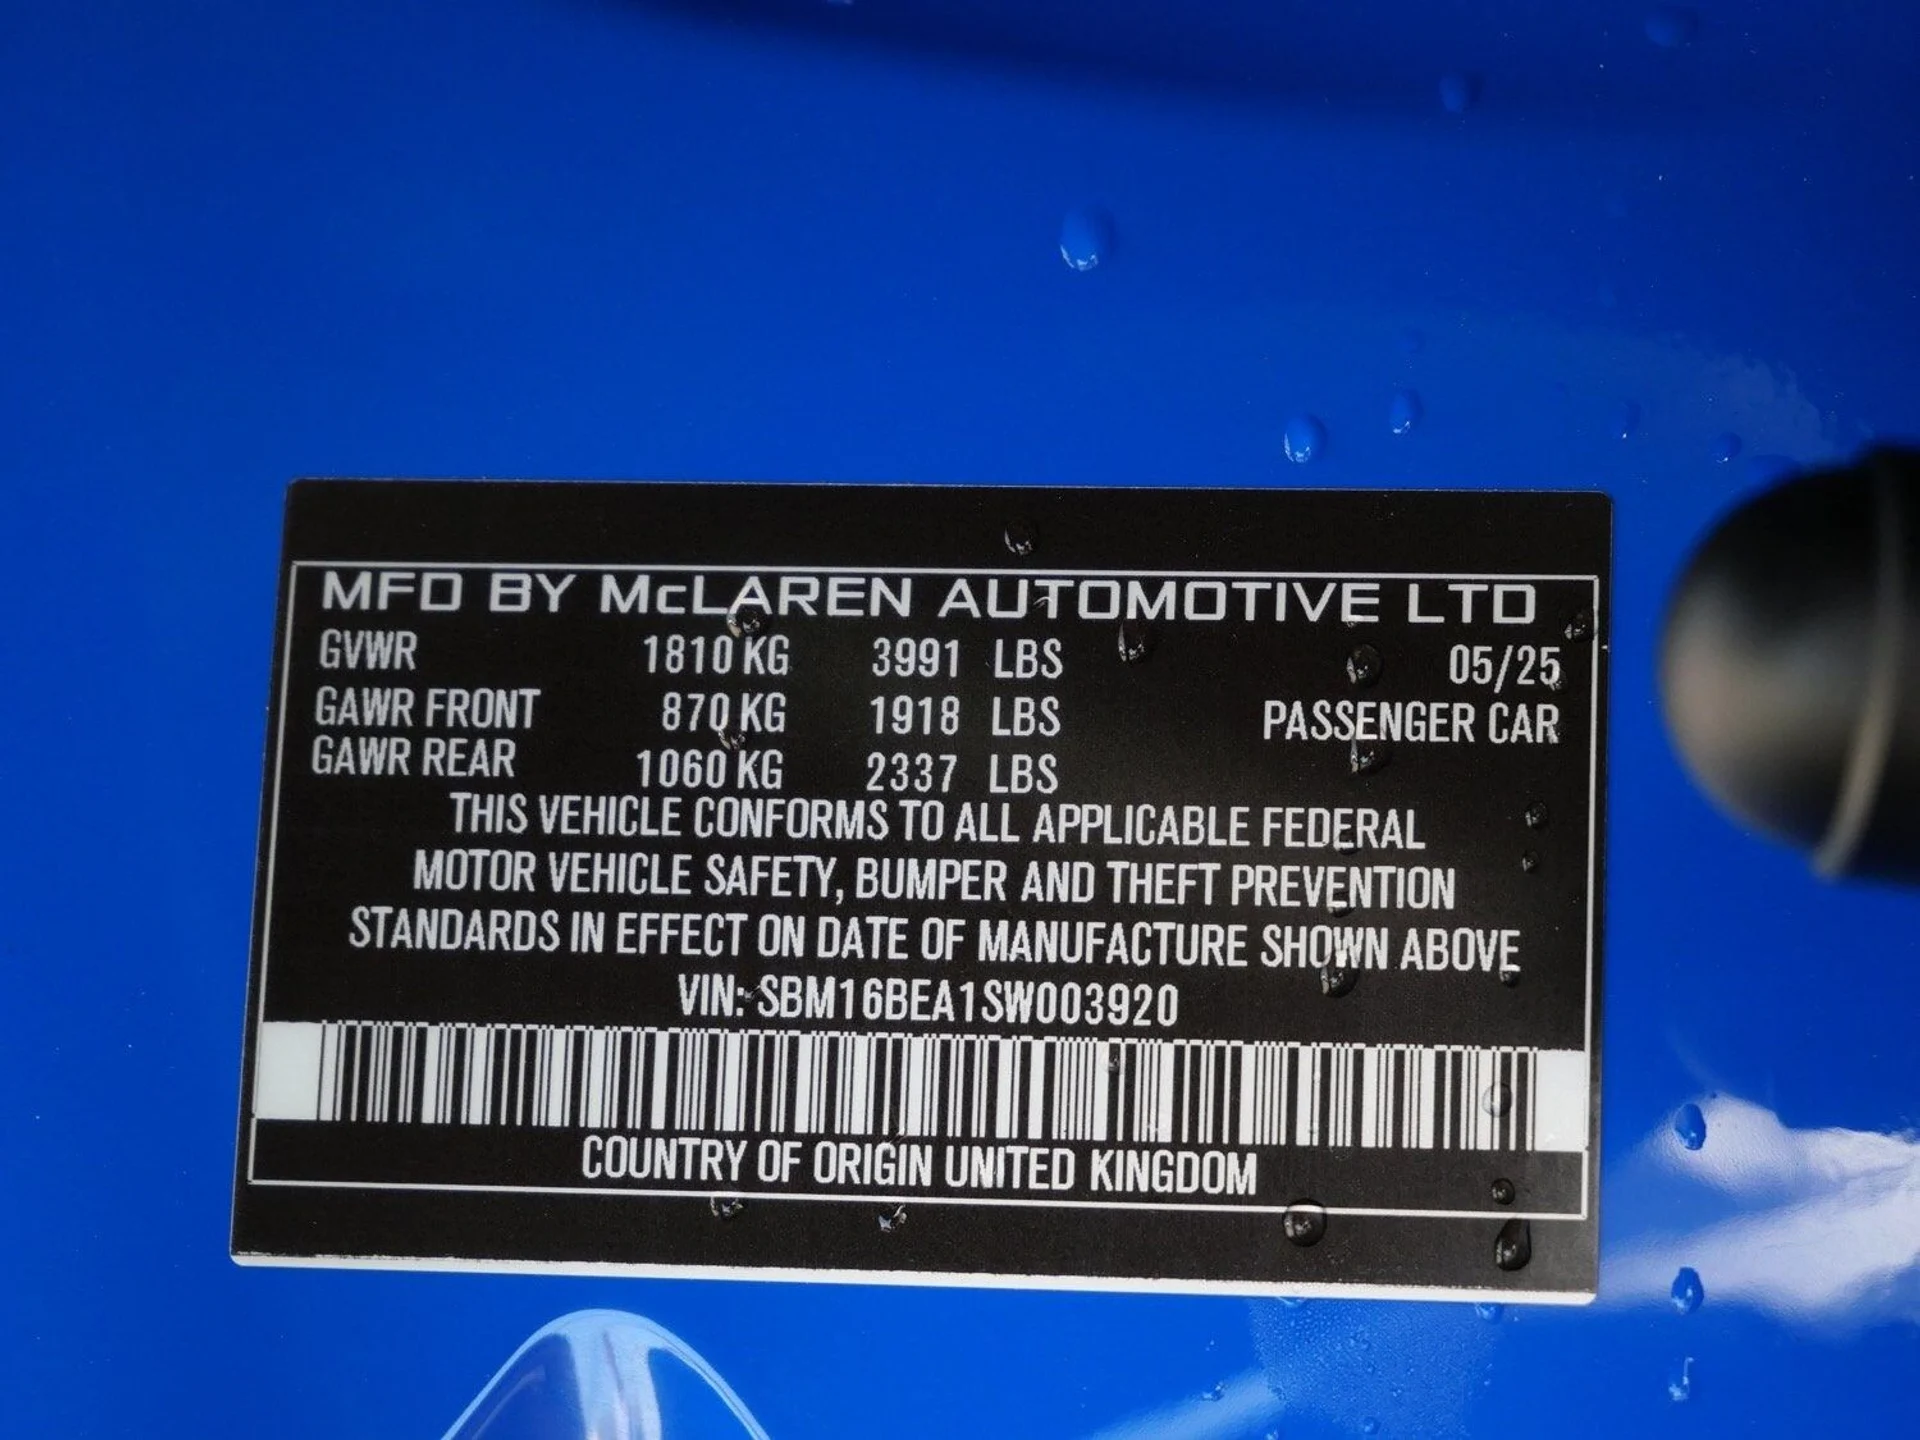 MFD BY McLAREN AUTOMOTIVE LTD
GVWR 1810 KG 3991 LBS 05/25
GAWR FRONT 870 KG 1918 LBS PASSENGER CAR
GAWR REAR 1060 KG 2337 LBS
THIS VEHICLE CONFORMS TO ALL APPLICABLE FEDERAL
MOTOR VEHICLE SAFETY, BUMPER AND THEFT PREVENTION
STANDARDS IN EFFECT ON DATE OF MANUFACTURE SHOWN ABOVE
VIN: SBM16BEA1SW003920
COUNTRY OF ORIGIN UNITED KINGDOM